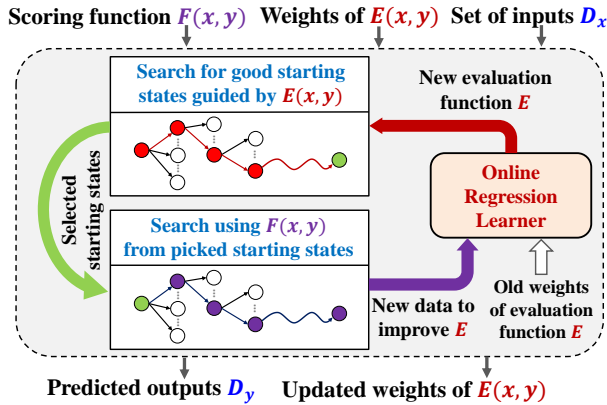 Scoring function F(x, y)
Weights of E(x, y)
Set of inputs D_x
Search for good starting
states guided by E(x, y)
New evaluation
function E
Selected
starting states
Online
Regression
Learner
Search using F(x, y)
from picked starting states
New data to
improve E
Old weights
of evaluation
function E
Predicted outputs D_y
Updated weights of E(x, y)